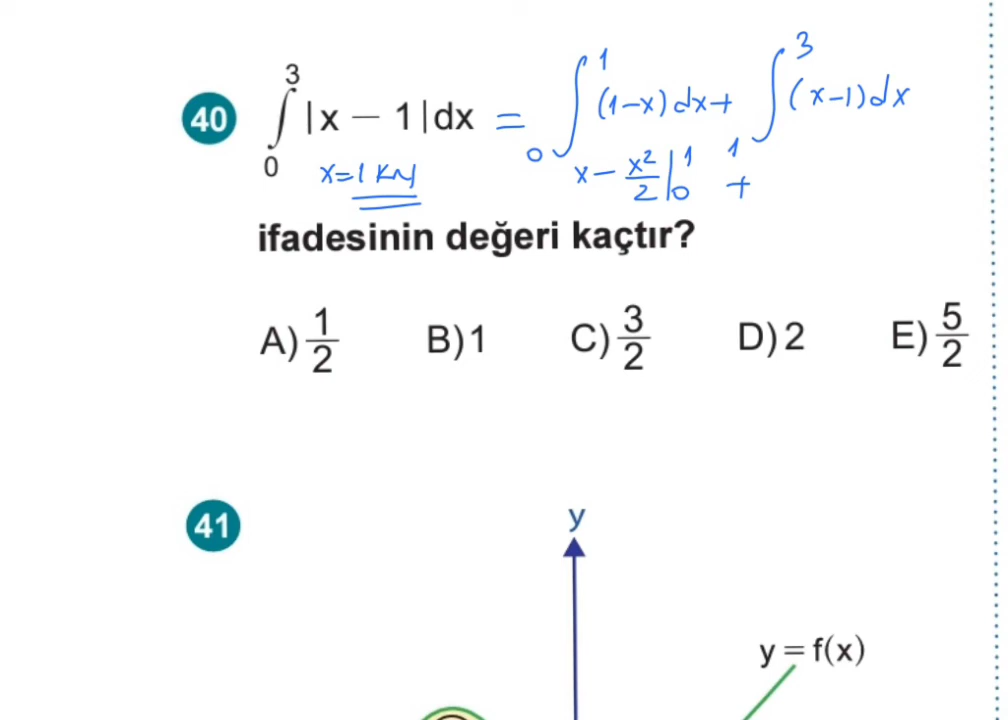 40 ∫₀³ |x − 1|dx = ∫₀¹ (1−x)dx + ∫₁³ (x−1)dx
x=1 KN x − x²/2 |₀¹ +
ifadesinin değeri kaçtır?
A) 1/2 B) 1 C) 3/2 D) 2 E) 5/2
41
y
y = f(x)